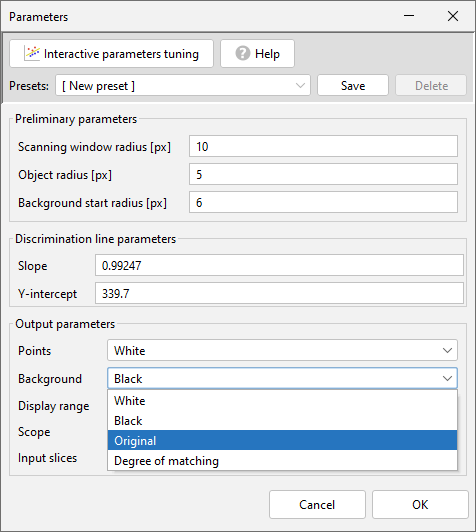 Parameters
Interactive parameters tuning
Help
Presets: [ New preset ] Save Delete
Preliminary parameters
Scanning window radius [px] 10
Object radius [px] 5
Background start radius [px] 6
Discrimination line parameters
Slope 0.99247
Y-intercept 339.7
Output parameters
Points White
Background Black
Display range White
Black
Scope Original
Input slices Degree of matching
Cancel OK